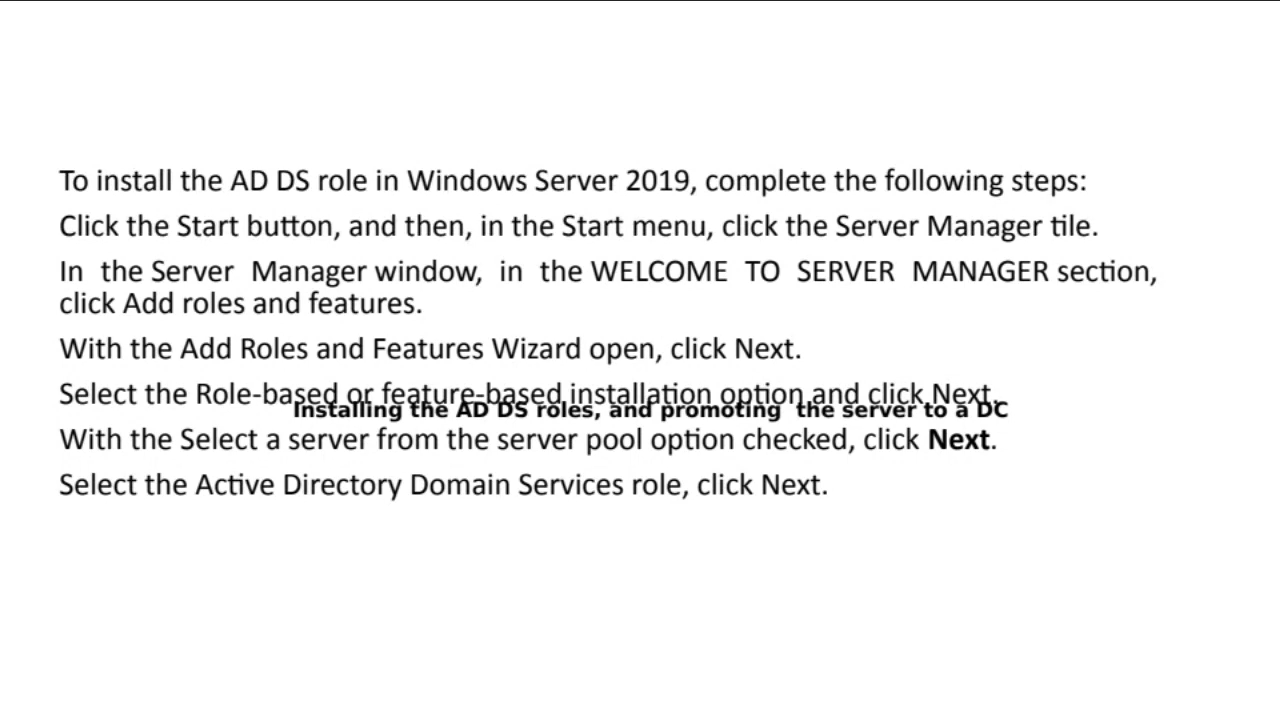 To install the AD DS role in Windows Server 2019, complete the following steps:
Click the Start button, and then, in the Start menu, click the Server Manager tile.
In the Server Manager window, in the WELCOME TO SERVER MANAGER section,
click Add roles and features.
With the Add Roles and Features Wizard open, click Next.
Select the Role-based or feature-based installation option and click Next.
Installing the AD DS roles, and promoting the server to a DC
With the Select a server from the server pool option checked, click Next.
Select the Active Directory Domain Services role, click Next.